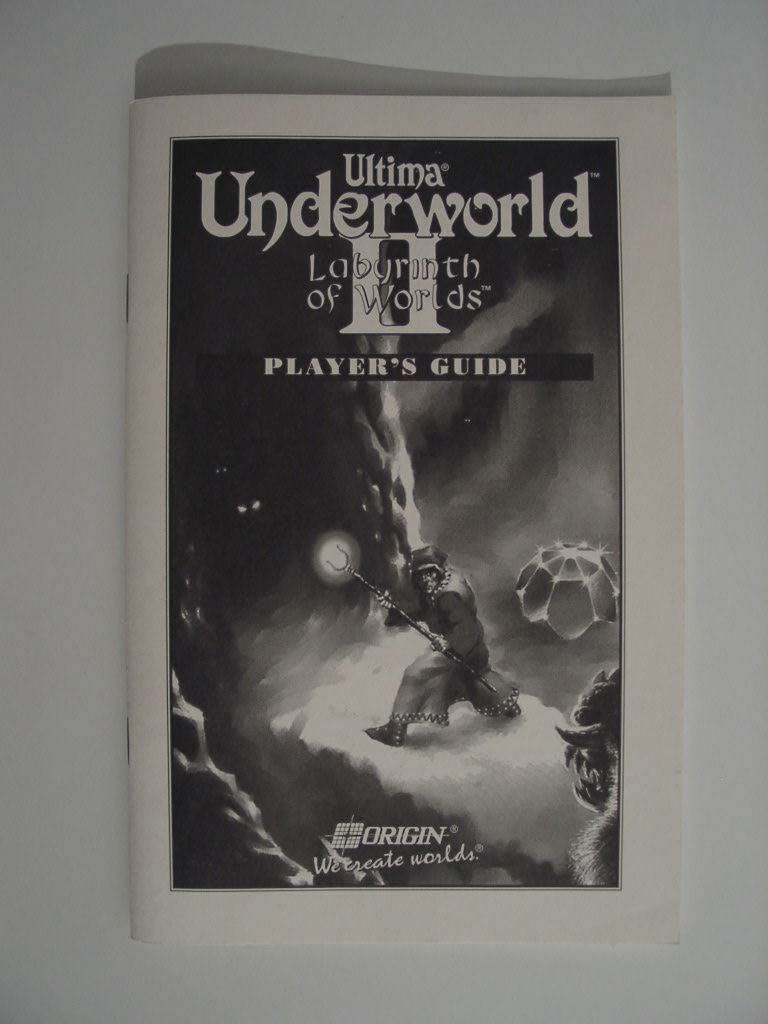 Ultima®
Underworld™
II
Labyrinth
of Worlds™
PLAYER'S GUIDE
ORIGIN®
We create worlds.®